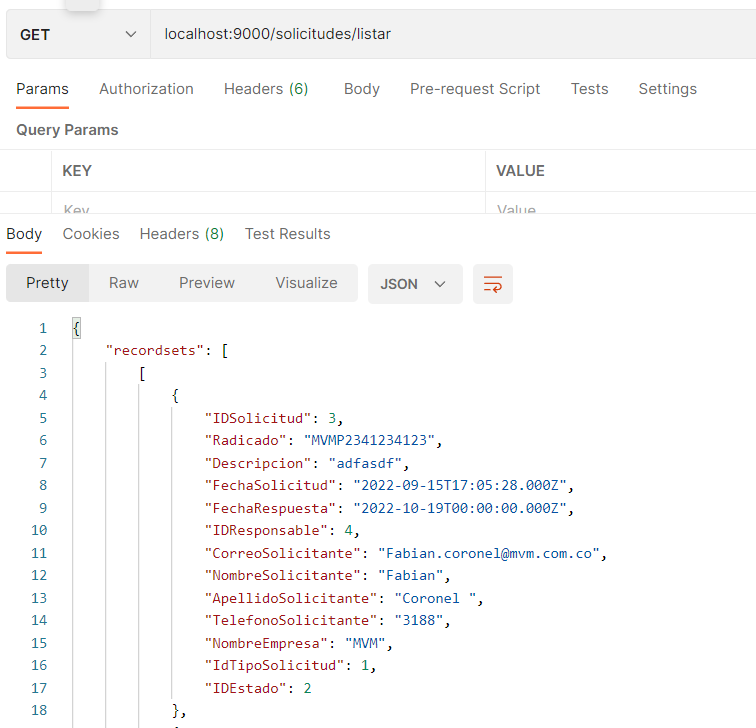 GET localhost:9000/solicitudes/listar
Params Authorization Headers (6) Body Pre-request Script Tests Settings
Query Params
KEY VALUE
Key Value
Body Cookies Headers (8) Test Results
Pretty Raw Preview Visualize JSON
1 {
2 "recordsets": [
3 [
4 {
5 "IDSolicitud": 3,
6 "Radicado": "MVMP2341234123",
7 "Descripcion": "adfasdf",
8 "FechaSolicitud": "2022-09-15T17:05:28.000Z",
9 "FechaRespuesta": "2022-10-19T00:00:00.000Z",
10 "IDResponsable": 4,
11 "CorreoSolicitante": "Fabian.coronel@mvm.com.co",
12 "NombreSolicitante": "Fabian",
13 "ApellidoSolicitante": "Coronel ",
14 "TelefonoSolicitante": "3188",
15 "NombreEmpresa": "MVM",
16 "IdTipoSolicitud": 1,
17 "IDEstado": 2
18 },